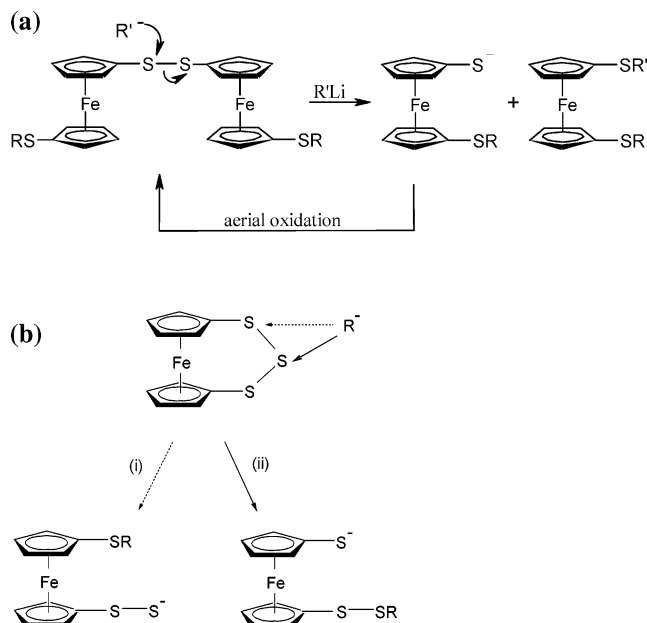 (a)
R'⁻
S S
Fe Fe
RS SR
R'Li
S⁻
Fe
SR
+
SR'
Fe
SR
aerial oxidation
(b)
S R⁻
Fe S
S
(i) (ii)
SR
Fe
S S⁻
S⁻
Fe
S SR